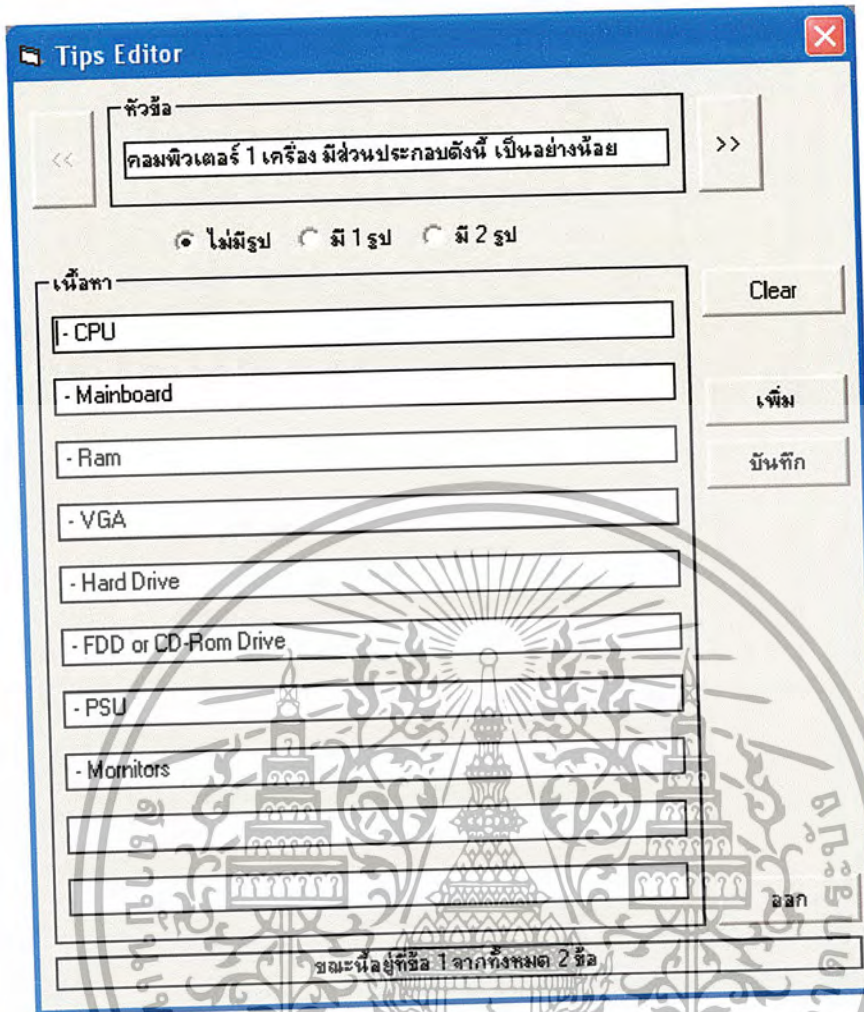 Tips Editor
หัวข้อ
<<
คอมพิวเตอร์ 1 เครื่อง มีส่วนประกอบดังนี้ เป็นอย่างน้อย
>>
ไม่มีรูป มี 1 รูป มี 2 รูป
เนื้อหา
Clear
- CPU
- Mainboard
เพิ่ม
- Ram
บันทึก
- VGA
- Hard Drive
- FDD or CD-Rom Drive
- PSU
- Mornitors
ออก
ขณะนี้อยู่ที่ข้อ 1 จากทั้งหมด 2 ข้อ